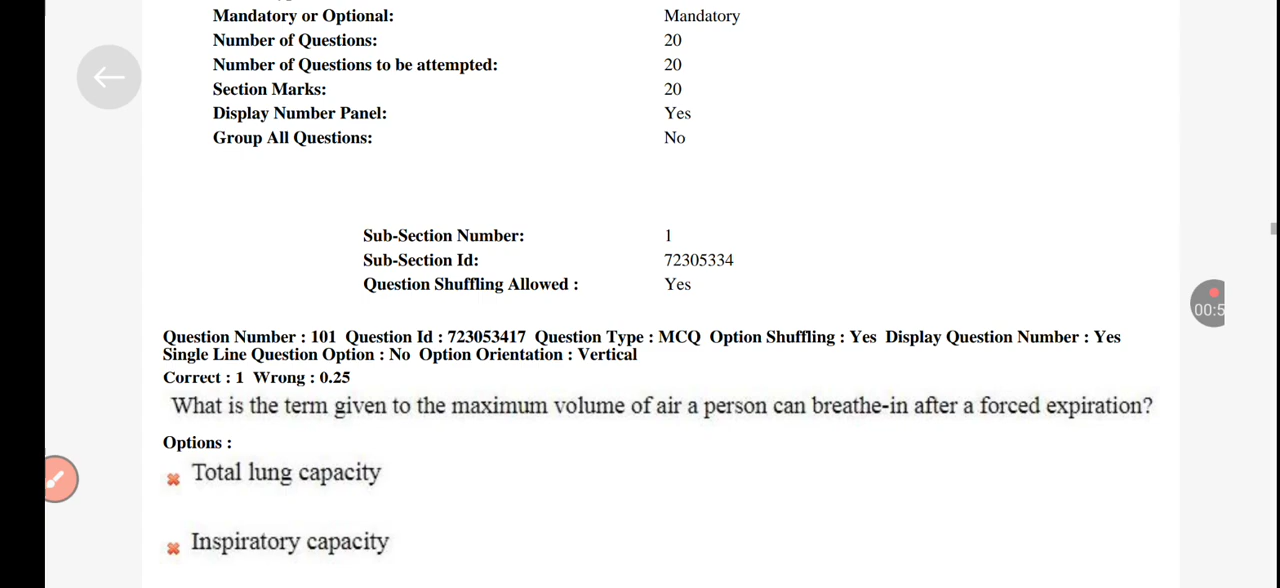 Mandatory or Optional: Mandatory
Number of Questions: 20
Number of Questions to be attempted: 20
Section Marks: 20
Display Number Panel: Yes
Group All Questions: No
Sub-Section Number: 1
Sub-Section Id: 72305334
Question Shuffling Allowed : Yes
Question Number : 101 Question Id : 723053417 Question Type : MCQ Option Shuffling : Yes Display Question Number : Yes
Single Line Question Option : No Option Orientation : Vertical
Correct : 1 Wrong : 0.25
What is the term given to the maximum volume of air a person can breathe-in after a forced expiration?
Options :
Total lung capacity
Inspiratory capacity